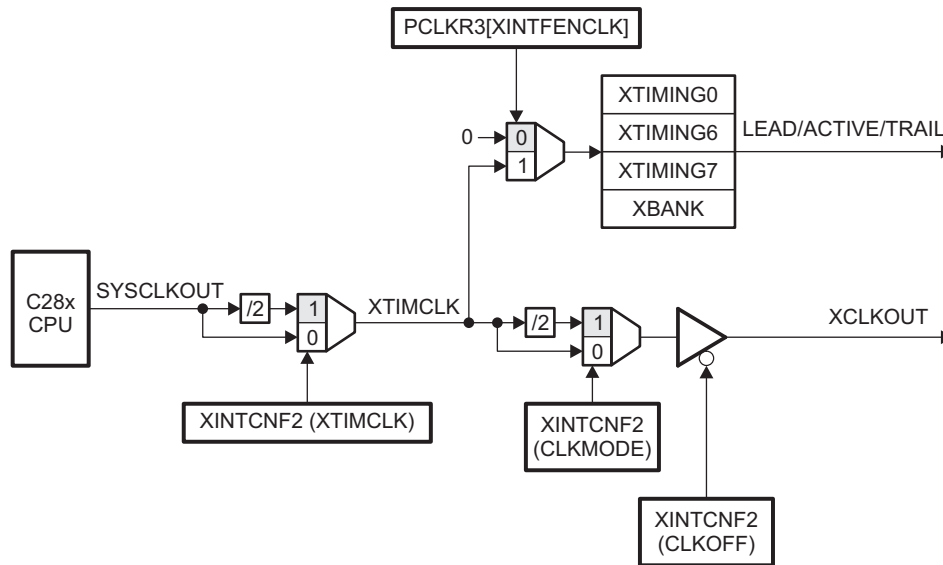 PCLKR3[XINTFENCLK]
XTIMING0
0
0
XTIMING6
LEAD/ACTIVE/TRAIL
1
XTIMING7
XBANK
C28x
CPU
SYSCLKOUT
/2
1
0
XTIMCLK
/2
1
0
XCLKOUT
XINTCNF2 (XTIMCLK)
XINTCNF2
(CLKMODE)
XINTCNF2
(CLKOFF)